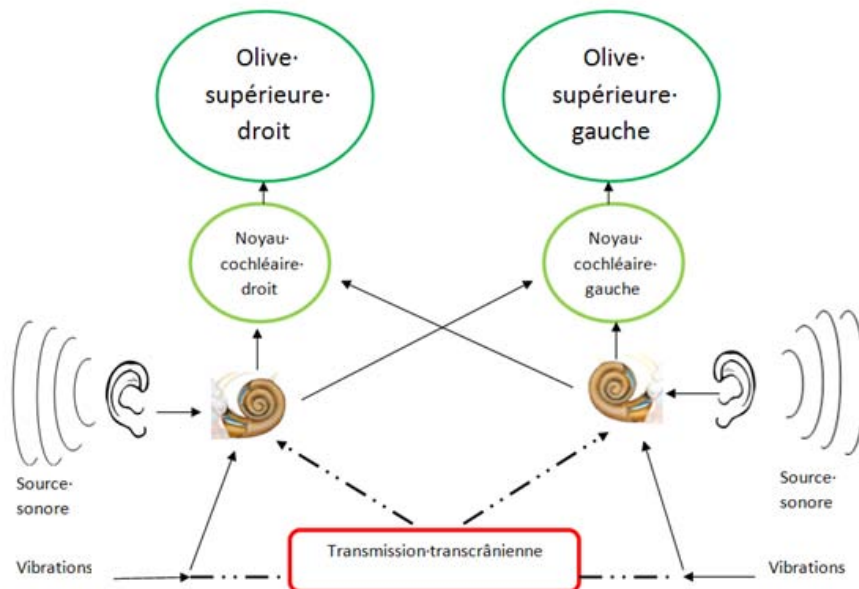 Olive·
supérieure·
droit
Olive·
supérieure·
gauche
Noyau·
cochléaire·
droit
Noyau·
cochléaire·
gauche
Source·
sonore
Source·
sonore
Transmission·transcrânienne
Vibrations
Vibrations